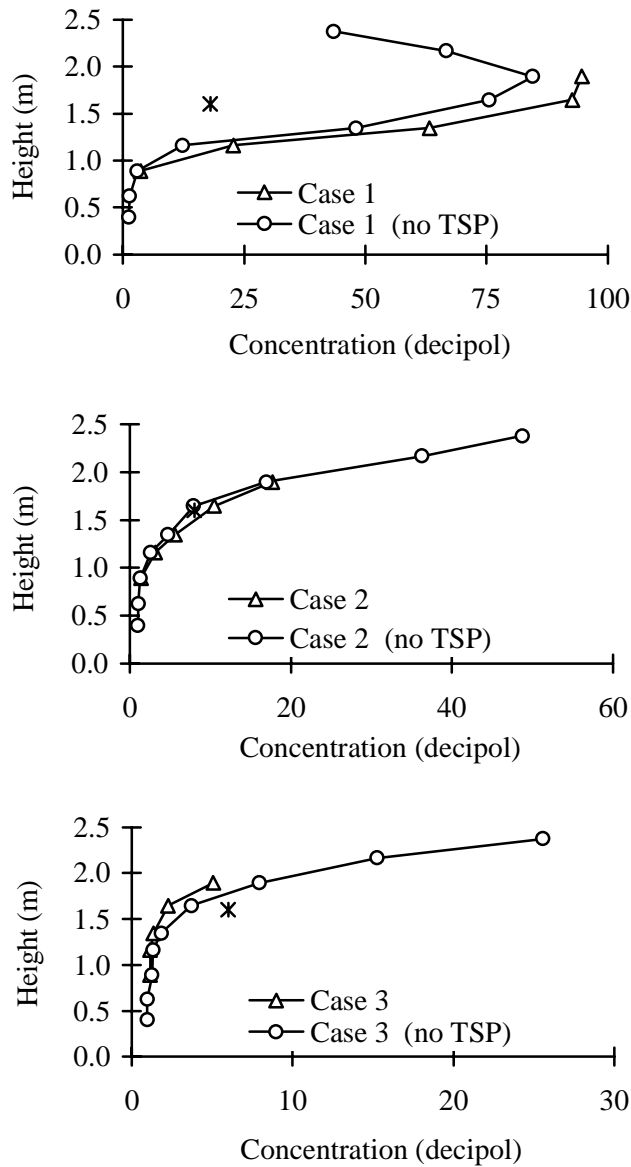 2.5
2.0
1.5
1.0
0.5
0.0
Height (m)
Case 1
Case 1 (no TSP)
0 25 50 75 100
Concentration (decipol)
2.5
2.0
1.5
1.0
0.5
0.0
Height (m)
Case 2
Case 2 (no TSP)
0 20 40 60
Concentration (decipol)
2.5
2.0
1.5
1.0
0.5
0.0
Height (m)
Case 3
Case 3 (no TSP)
0 10 20 30
Concentration (decipol)